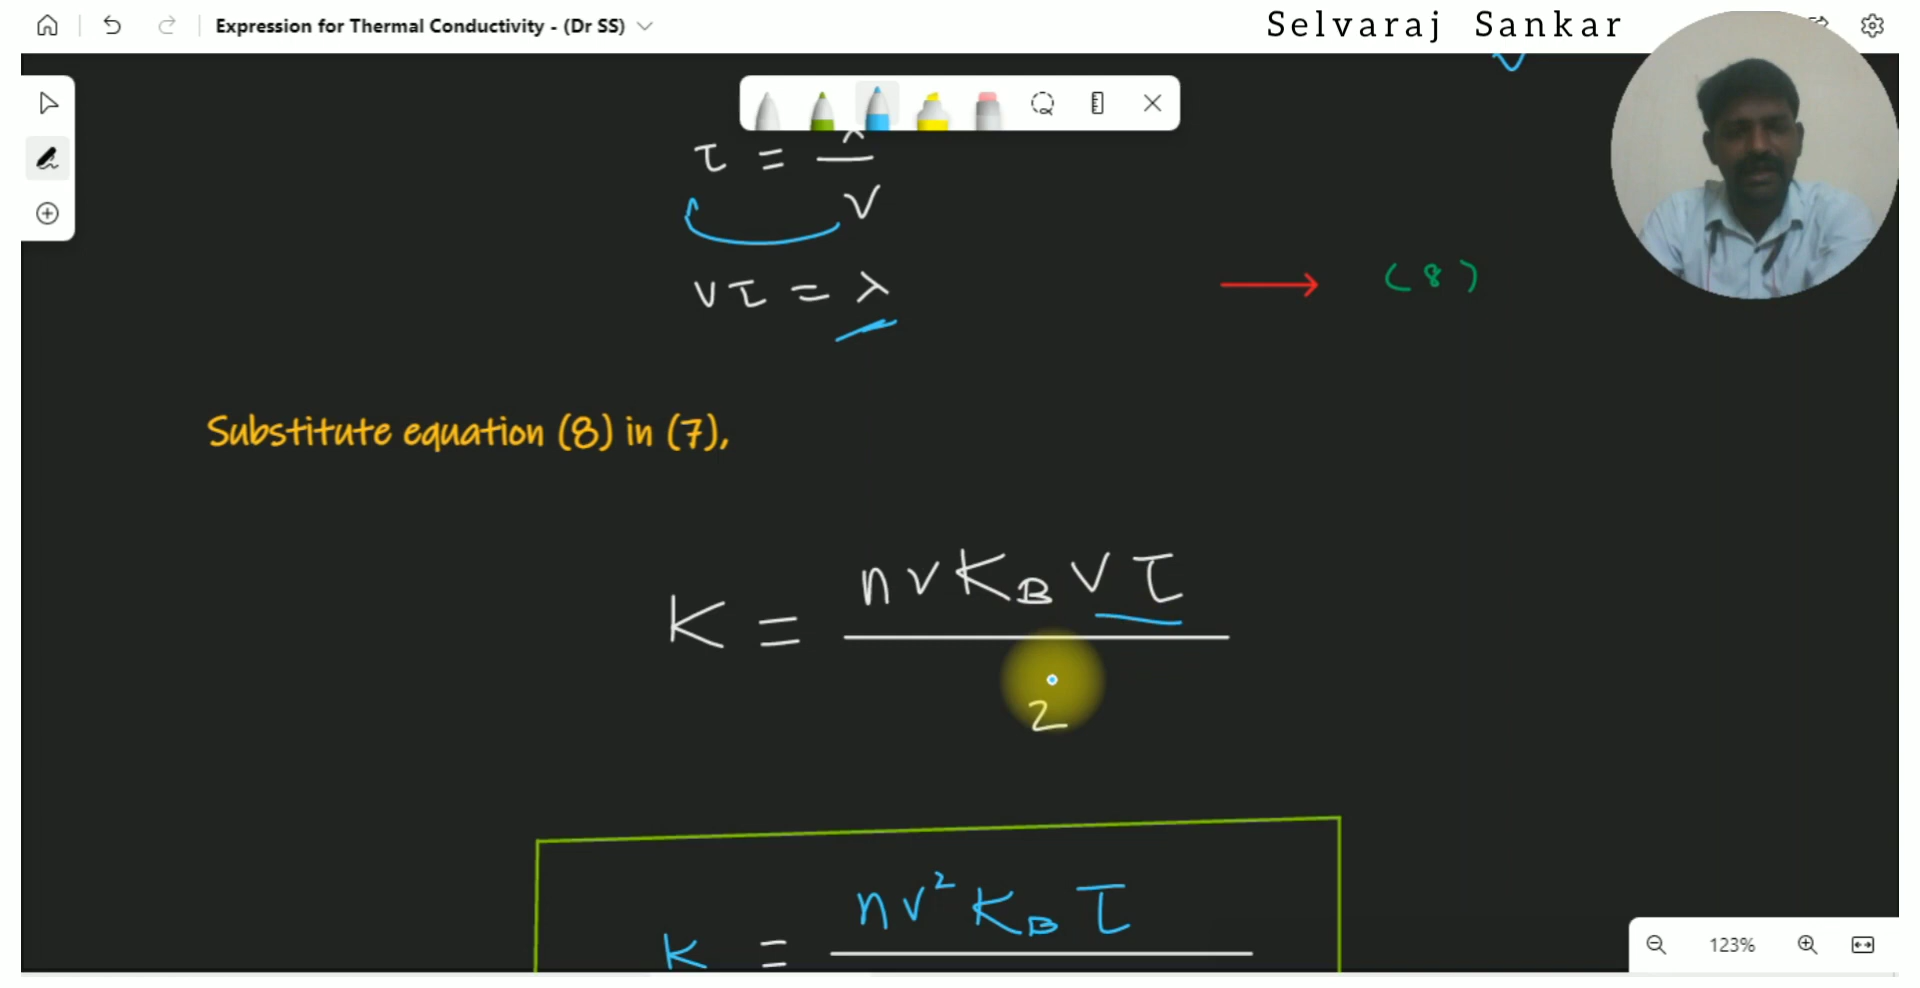 Expression for Thermal Conductivity - (Dr SS)
Selvaraj Sankar
τ = λ / v
vτ = λ → (8)
Substitute equation (8) in (7),
K = n v K_B v τ / 2
K = n v² K_B τ
123%